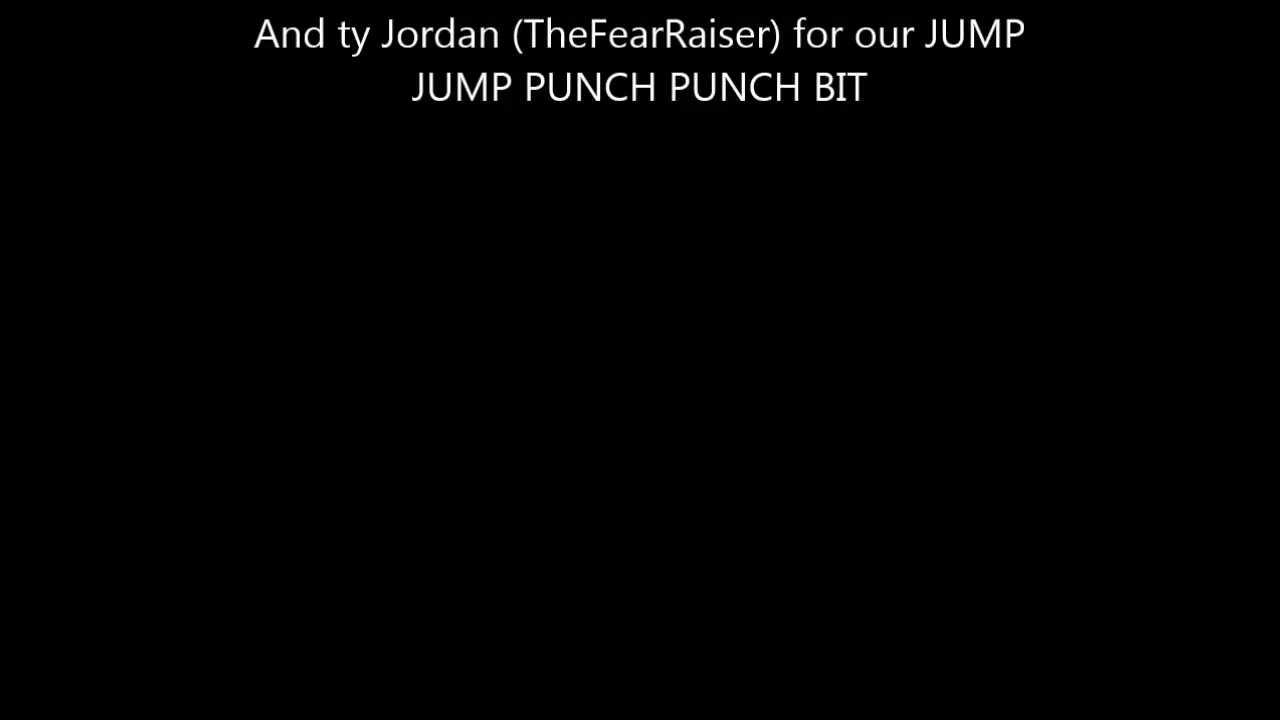 And ty Jordan (TheFearRaiser) for our JUMP
JUMP PUNCH PUNCH BIT